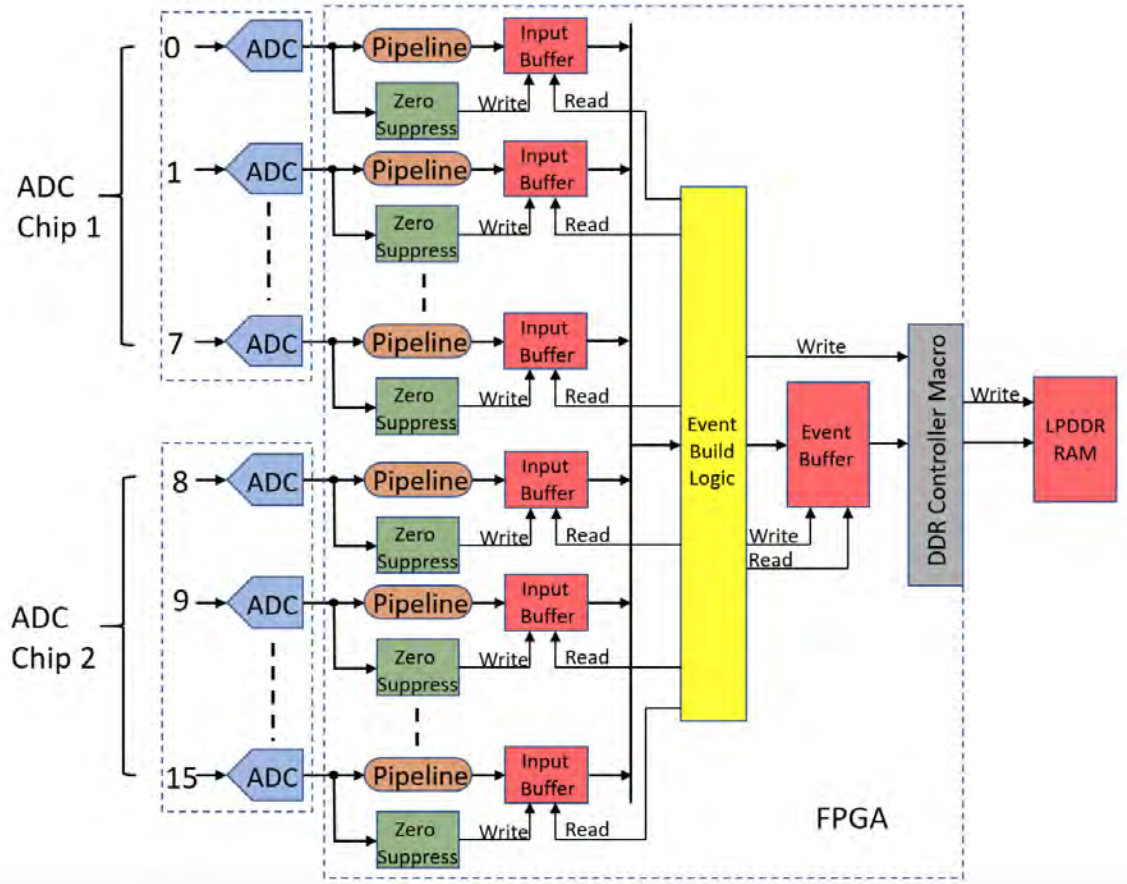 0
ADC
Pipeline
Input
Buffer
Zero
Suppress
Write
Read
1
ADC
Pipeline
Input
Buffer
Zero
Suppress
Write
Read
ADC
Chip 1
7
ADC
Pipeline
Input
Buffer
Zero
Suppress
Write
Read
8
ADC
Pipeline
Input
Buffer
Zero
Suppress
Write
Read
9
ADC
Pipeline
Input
Buffer
Zero
Suppress
Write
Read
ADC
Chip 2
15
ADC
Pipeline
Input
Buffer
Zero
Suppress
Write
Read
Event
Build
Logic
Write
Event
Buffer
Write
Read
DDR Controller Macro
Write
LPDDR
RAM
FPGA